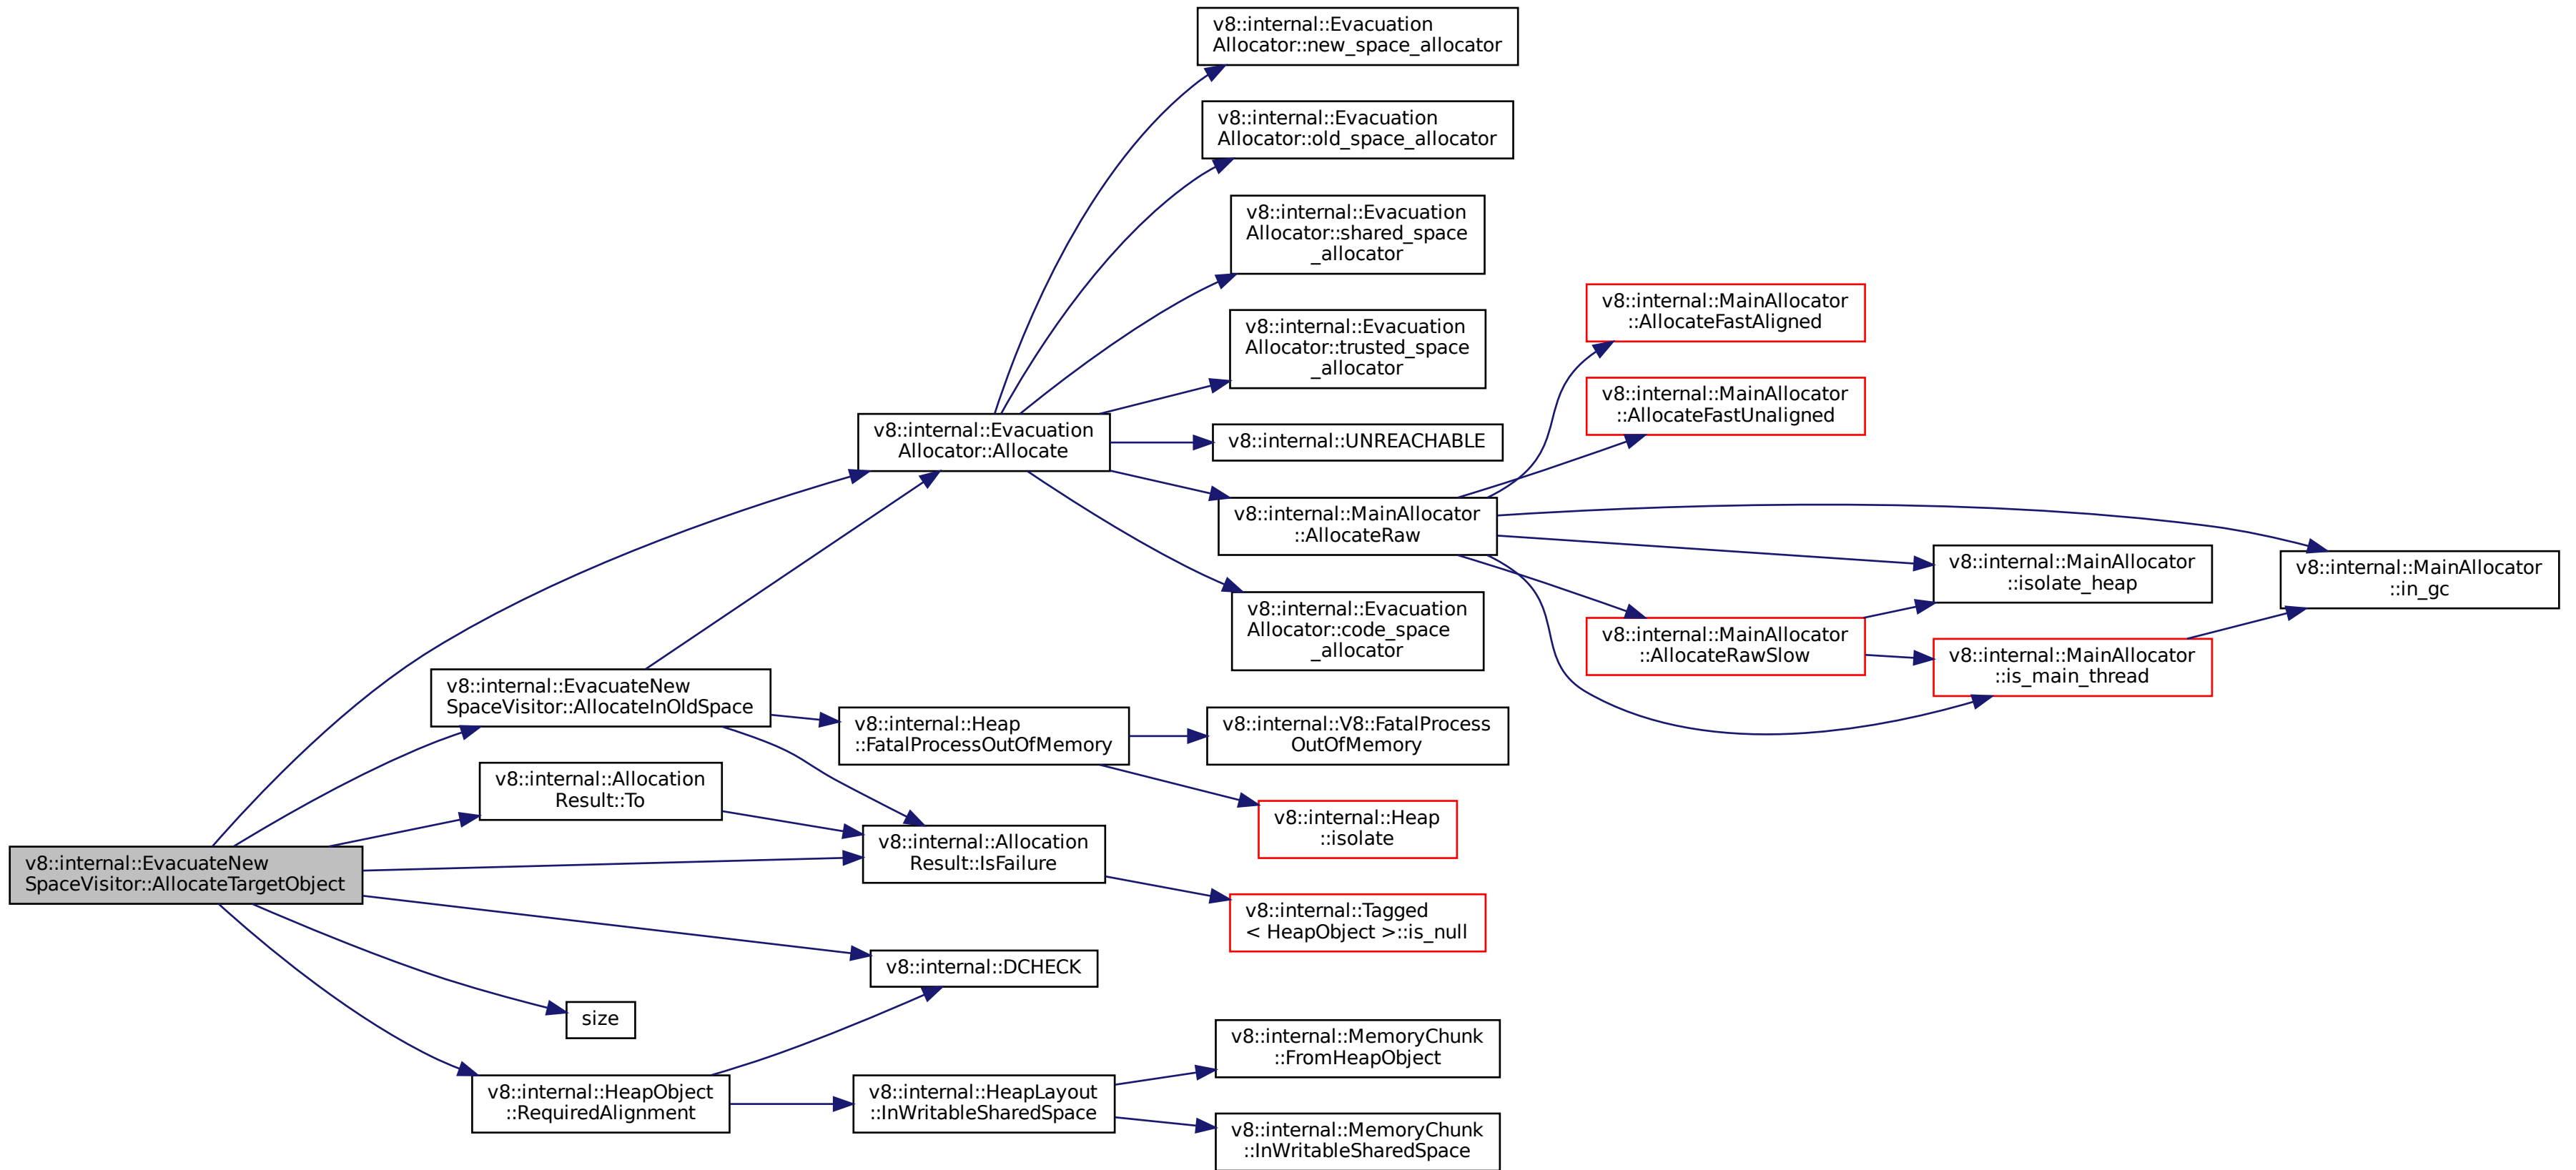 v8::internal::Evacuation
Allocator::new_space_allocator
v8::internal::Evacuation
Allocator::old_space_allocator
v8::internal::Evacuation
Allocator::shared_space
_allocator
v8::internal::MainAllocator
::AllocateFastAligned
v8::internal::Evacuation
Allocator::trusted_space
_allocator
v8::internal::MainAllocator
::AllocateFastUnaligned
v8::internal::Evacuation
Allocator::Allocate
v8::internal::UNREACHABLE
v8::internal::MainAllocator
::AllocateRaw
v8::internal::MainAllocator
::isolate_heap
v8::internal::MainAllocator
::in_gc
v8::internal::Evacuation
Allocator::code_space
_allocator
v8::internal::MainAllocator
::AllocateRawSlow
v8::internal::MainAllocator
::is_main_thread
v8::internal::EvacuateNew
SpaceVisitor::AllocateInOldSpace
v8::internal::Heap
::FatalProcessOutOfMemory
v8::internal::V8::FatalProcess
OutOfMemory
v8::internal::Allocation
Result::To
v8::internal::Heap
::isolate
v8::internal::EvacuateNew
SpaceVisitor::AllocateTargetObject
v8::internal::Allocation
Result::IsFailure
v8::internal::Tagged
< HeapObject >::is_null
v8::internal::DCHECK
size
v8::internal::MemoryChunk
::FromHeapObject
v8::internal::HeapObject
::RequiredAlignment
v8::internal::HeapLayout
::InWritableSharedSpace
v8::internal::MemoryChunk
::InWritableSharedSpace